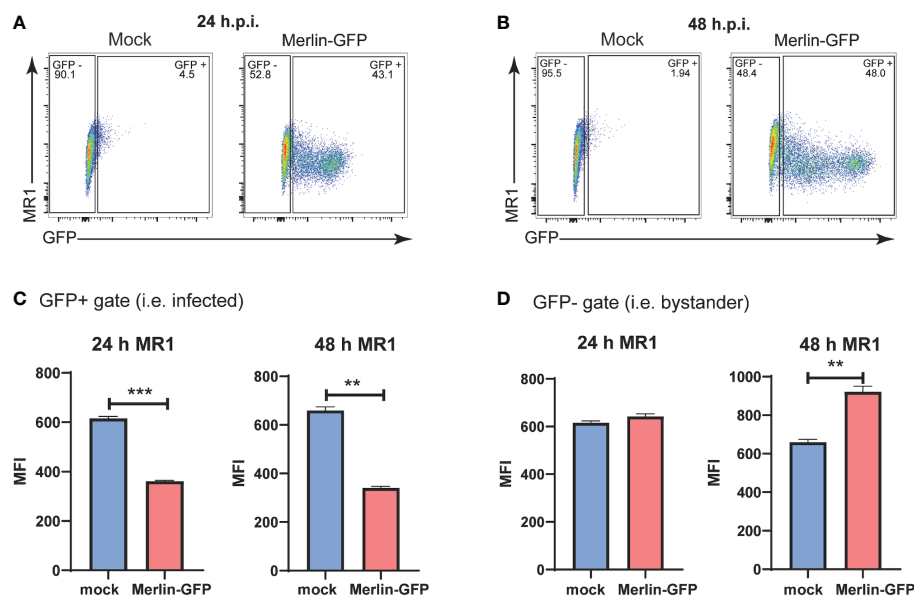 A
24 h.p.i.
Mock
Merlin-GFP
GFP -
90.1
GFP +
4.5
GFP -
52.8
GFP +
43.1
MR1
GFP
B
48 h.p.i.
Mock
Merlin-GFP
GFP -
95.5
GFP +
1.94
GFP -
48.4
GFP +
48.0
MR1
GFP
C GFP+ gate (i.e. infected)
24 h MR1
800
600
400
200
0
MFI
***
mock Merlin-GFP
48 h MR1
800
600
400
200
0
MFI
**
mock Merlin-GFP
D GFP- gate (i.e. bystander)
24 h MR1
800
600
400
200
0
MFI
mock Merlin-GFP
48 h MR1
1000
800
600
400
200
0
MFI
**
mock Merlin-GFP